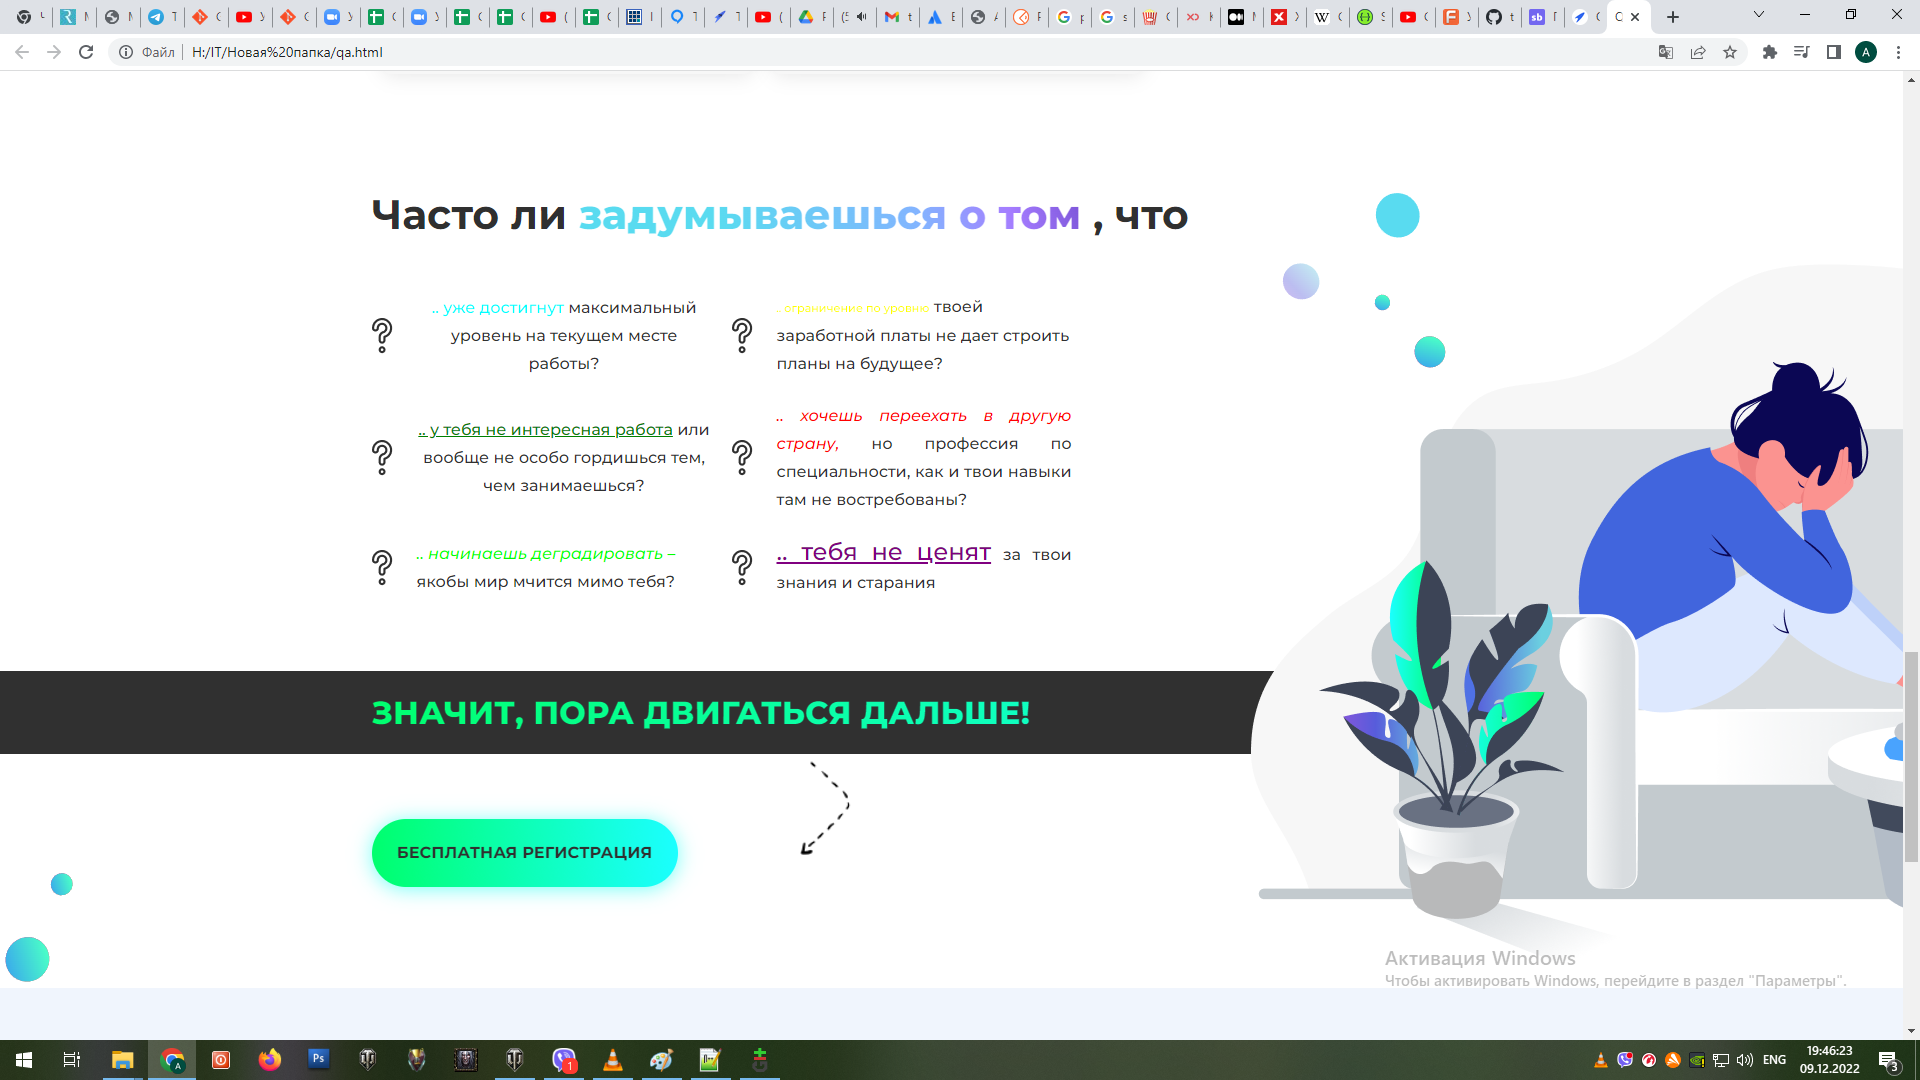 Файл
H:/IT/Новая%20папка/qa.html
Часто ли задумываешься о том , что
.. уже достигнут максимальный
уровень на текущем месте
работы?
.. ограничение по уровню твоей
заработной платы не дает строить
планы на будущее?
.. у тебя не интересная работа или
вообще не особо гордишься тем,
чем занимаешься?
.. хочешь переехать в другую
страну, но профессия по
специальности, как и твои навыки
там не востребованы?
.. начинаешь деградировать –
якобы мир мчится мимо тебя?
.. тебя не ценят за твои
знания и старания
ЗНАЧИТ, ПОРА ДВИГАТЬСЯ ДАЛЬШЕ!
БЕСПЛАТНАЯ РЕГИСТРАЦИЯ
Активация Windows
Чтобы активировать Windows, перейдите в раздел "Параметры".
ENG
19:46:23
09.12.2022